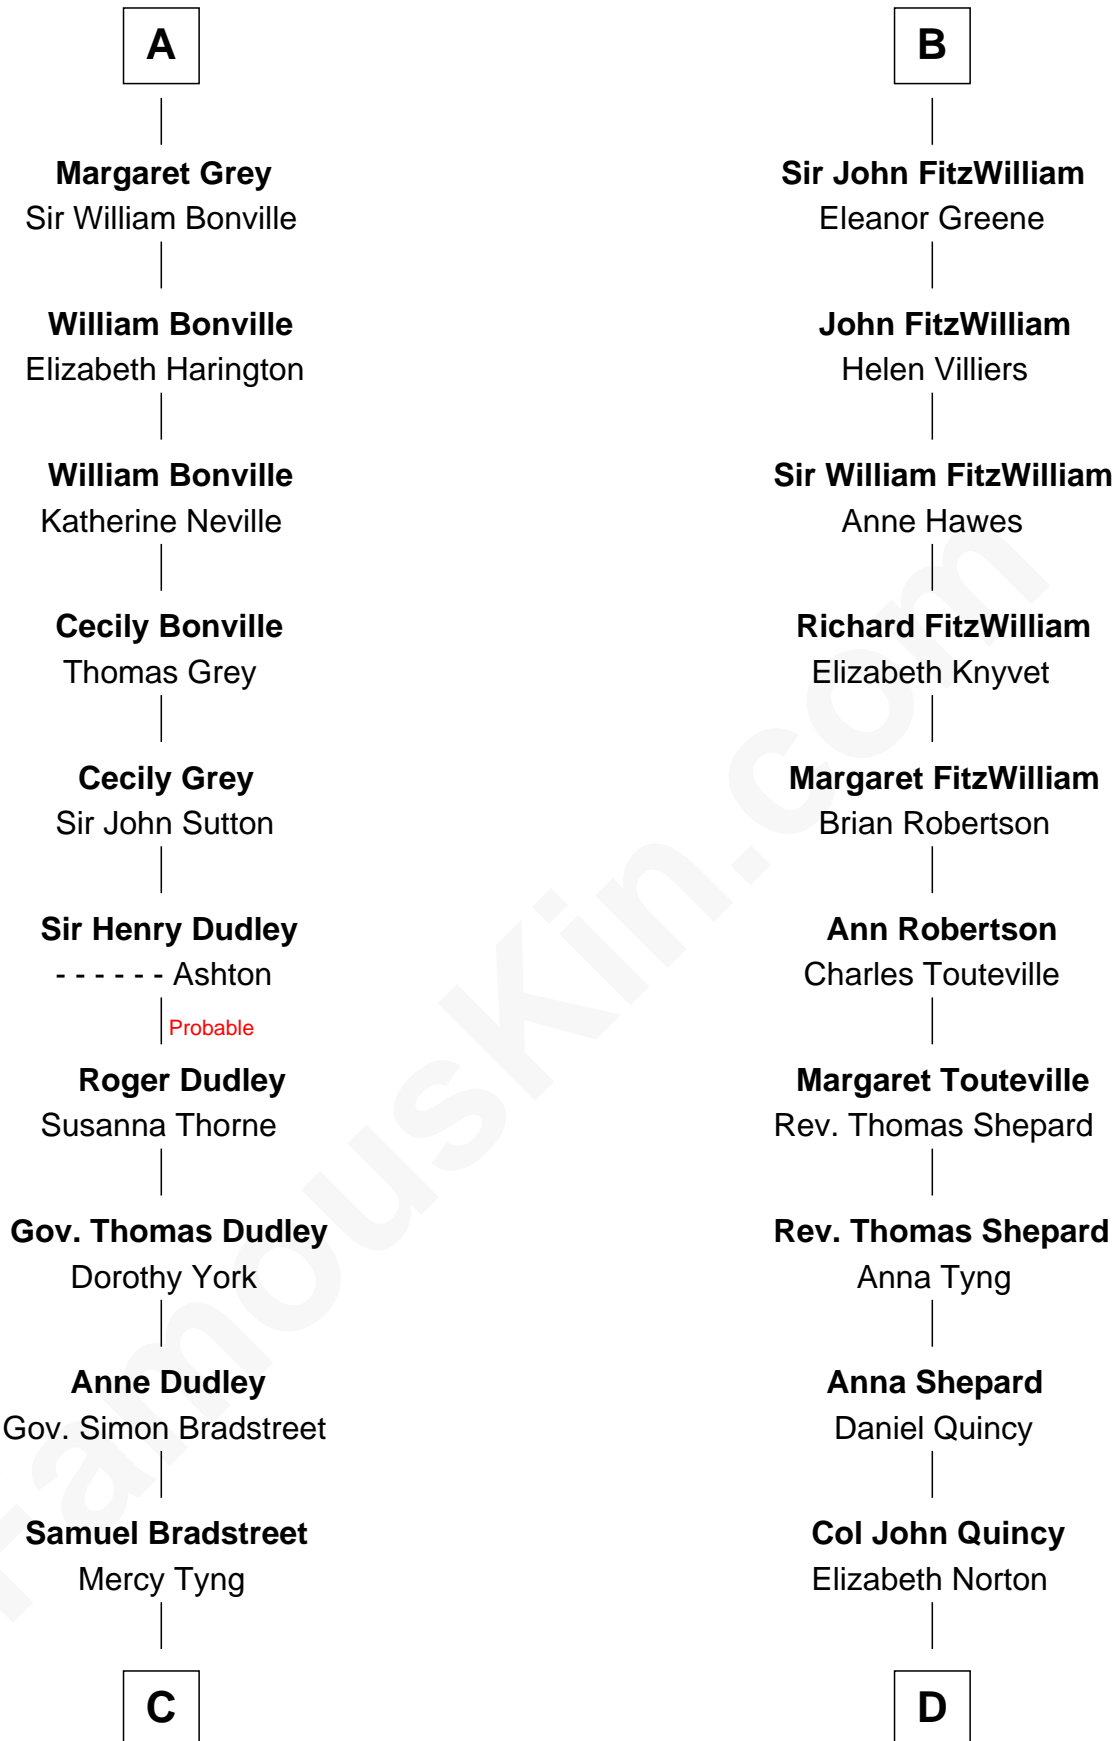 A
Margaret Grey
Sir William Bonville
William Bonville
Elizabeth Harington
William Bonville
Katherine Neville
Cecily Bonville
Thomas Grey
Cecily Grey
Sir John Sutton
Sir Henry Dudley
- - - - - - Ashton
Probable
Roger Dudley
Susanna Thorne
Gov. Thomas Dudley
Dorothy York
Anne Dudley
Gov. Simon Bradstreet
Samuel Bradstreet
Mercy Tyng
C
B
Sir John FitzWilliam
Eleanor Greene
John FitzWilliam
Helen Villiers
Sir William FitzWilliam
Anne Hawes
Richard FitzWilliam
Elizabeth Knyvet
Margaret FitzWilliam
Brian Robertson
Ann Robertson
Charles Touteville
Margaret Touteville
Rev. Thomas Shepard
Rev. Thomas Shepard
Anna Tyng
Anna Shepard
Daniel Quincy
Col John Quincy
Elizabeth Norton
D
FamousKin.com